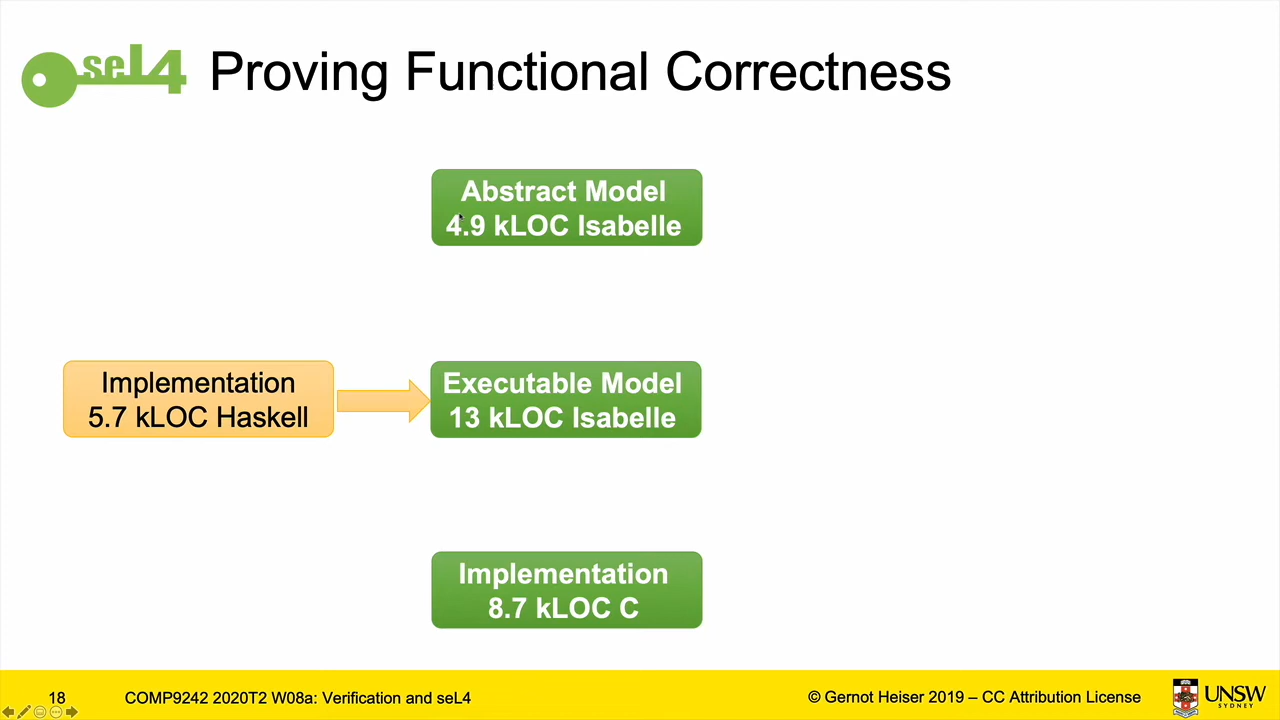 seL4 Proving Functional Correctness
Abstract Model
4.9 kLOC Isabelle
Implementation
5.7 kLOC Haskell
Executable Model
13 kLOC Isabelle
Implementation
8.7 kLOC C
18
COMP9242 2020T2 W08a: Verification and seL4
© Gernot Heiser 2019 – CC Attribution License
UNSW
SYDNEY